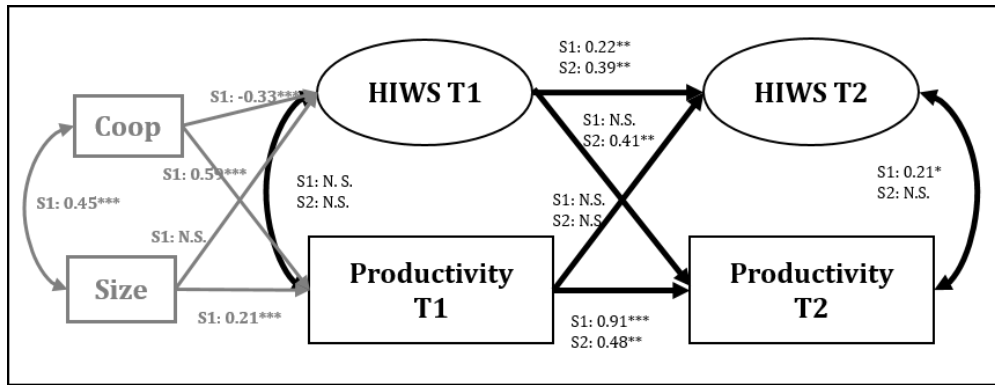 S1: 0.22**
S2: 0.39**
HIWS T1
HIWS T2
S1: -0.33***
Coop
S1: N.S.
S2: 0.41**
S1: 0.59***
S1: N. S.
S2: N.S.
S1: 0.21*
S2: N.S.
S1: 0.45***
S1: N.S.
S2: N.S.
S1: N.S.
Size
Productivity
T1
Productivity
T2
S1: 0.21***
S1: 0.91***
S2: 0.48**